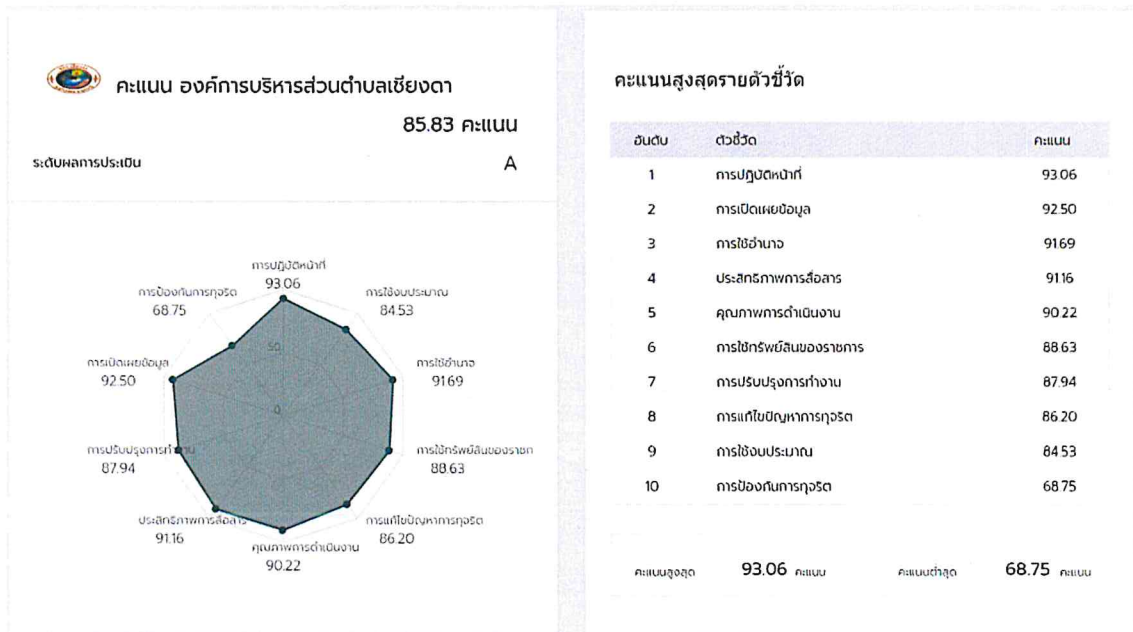 คะแนน องค์การบริหารส่วนตำบลเชียงดา
85.83 คะแนน
ระดับผลการประเมิน A
การปฏิบัติหน้าที่
93.06
การป้องกันการทุจริต
68.75
การใช้งบประมาณ
84.53
การเปิดเผยข้อมูล
92.50
50
การใช้อำนาจ
91.69
0
การปรับปรุงการทำงาน
87.94
การใช้ทรัพย์สินของราชก
88.63
ประสิทธิภาพการสื่อสาร
91.16
การแก้ไขปัญหาการทุจริต
86.20
คุณภาพการดำเนินงาน
90.22
คะแนนสูงสุดรายตัวชี้วัด
อันดับ ตัวชี้วัด คะแนน
1 การปฏิบัติหน้าที่ 93.06
2 การเปิดเผยข้อมูล 92.50
3 การใช้อำนาจ 91.69
4 ประสิทธิภาพการสื่อสาร 91.16
5 คุณภาพการดำเนินงาน 90.22
6 การใช้ทรัพย์สินของราชการ 88.63
7 การปรับปรุงการทำงาน 87.94
8 การแก้ไขปัญหาการทุจริต 86.20
9 การใช้งบประมาณ 84.53
10 การป้องกันการทุจริต 68.75
คะแนนสูงสุด 93.06 คะแนน คะแนนต่ำสุด 68.75 คะแนน